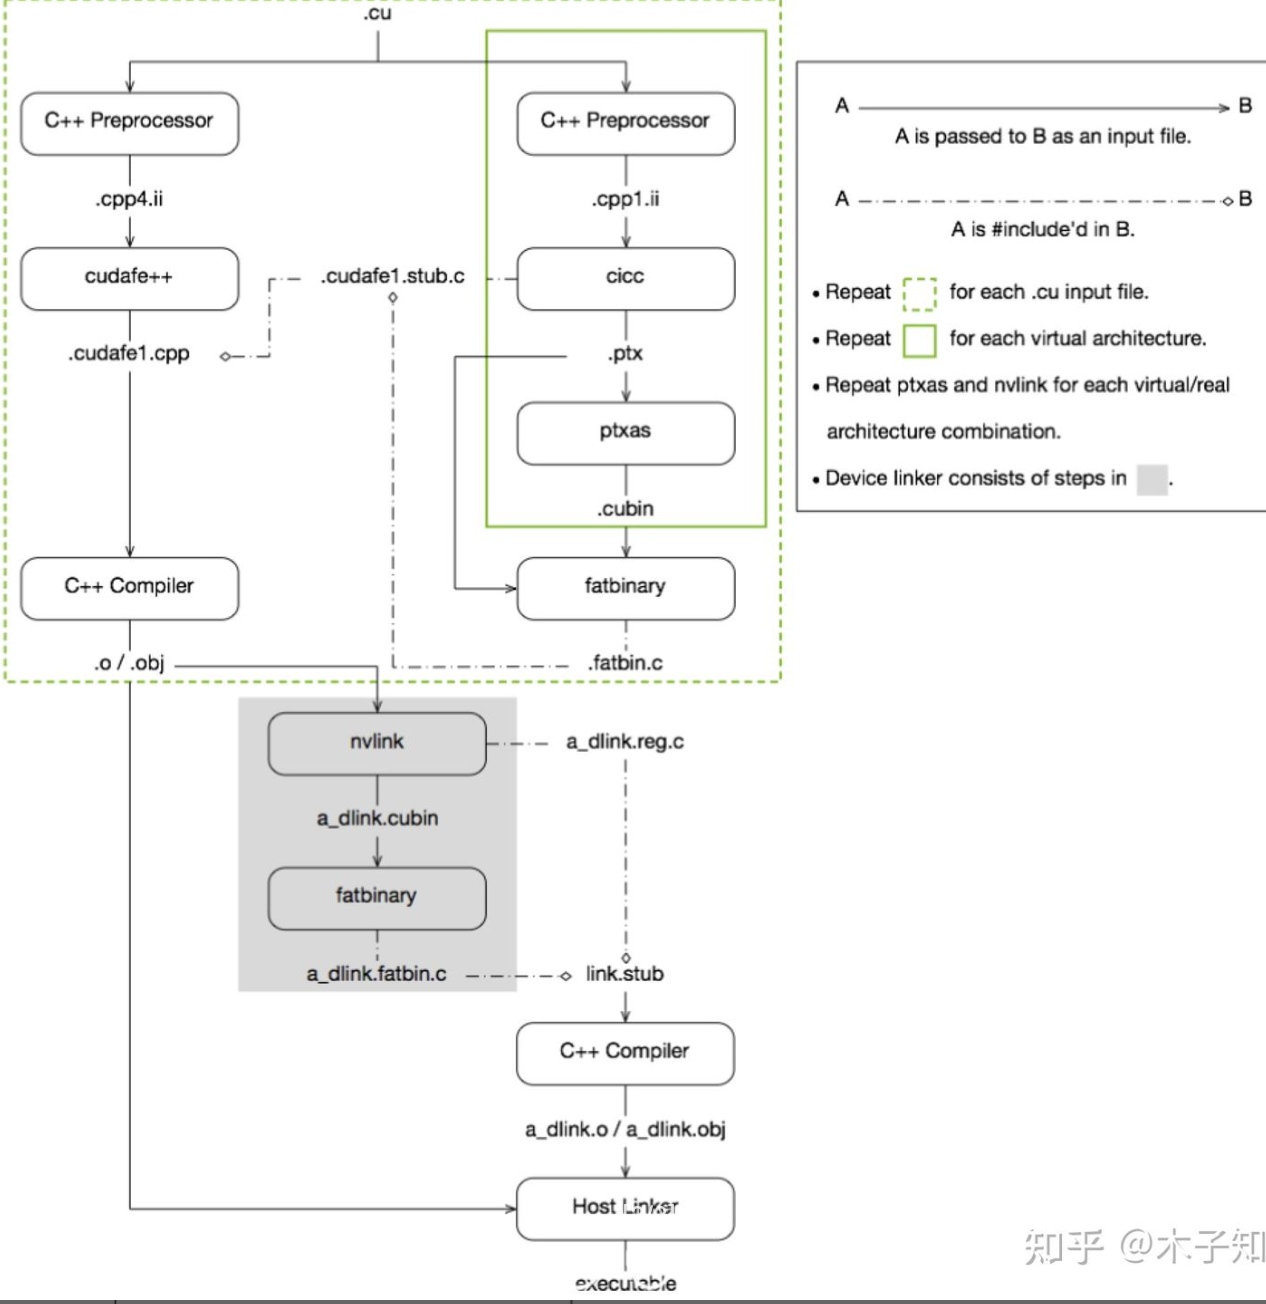 .cu
C++ Preprocessor
C++ Preprocessor
.cpp4.ii
.cpp1.ii
cudafe++
.cudafe1.stub.c
cicc
.cudafe1.cpp
.ptx
ptxas
.cubin
C++ Compiler
fatbinary
.o / .obj
.fatbin.c
nvlink
a_dlink.reg.c
a_dlink.cubin
fatbinary
a_dlink.fatbin.c
link.stub
C++ Compiler
a_dlink.o / a_dlink.obj
Host Linker
executable
A B
A is passed to B as an input file.
A B
A is #include'd in B.
• Repeat for each .cu input file.
• Repeat for each virtual architecture.
• Repeat ptxas and nvlink for each virtual/real
architecture combination.
• Device linker consists of steps in .
知乎 @木子知